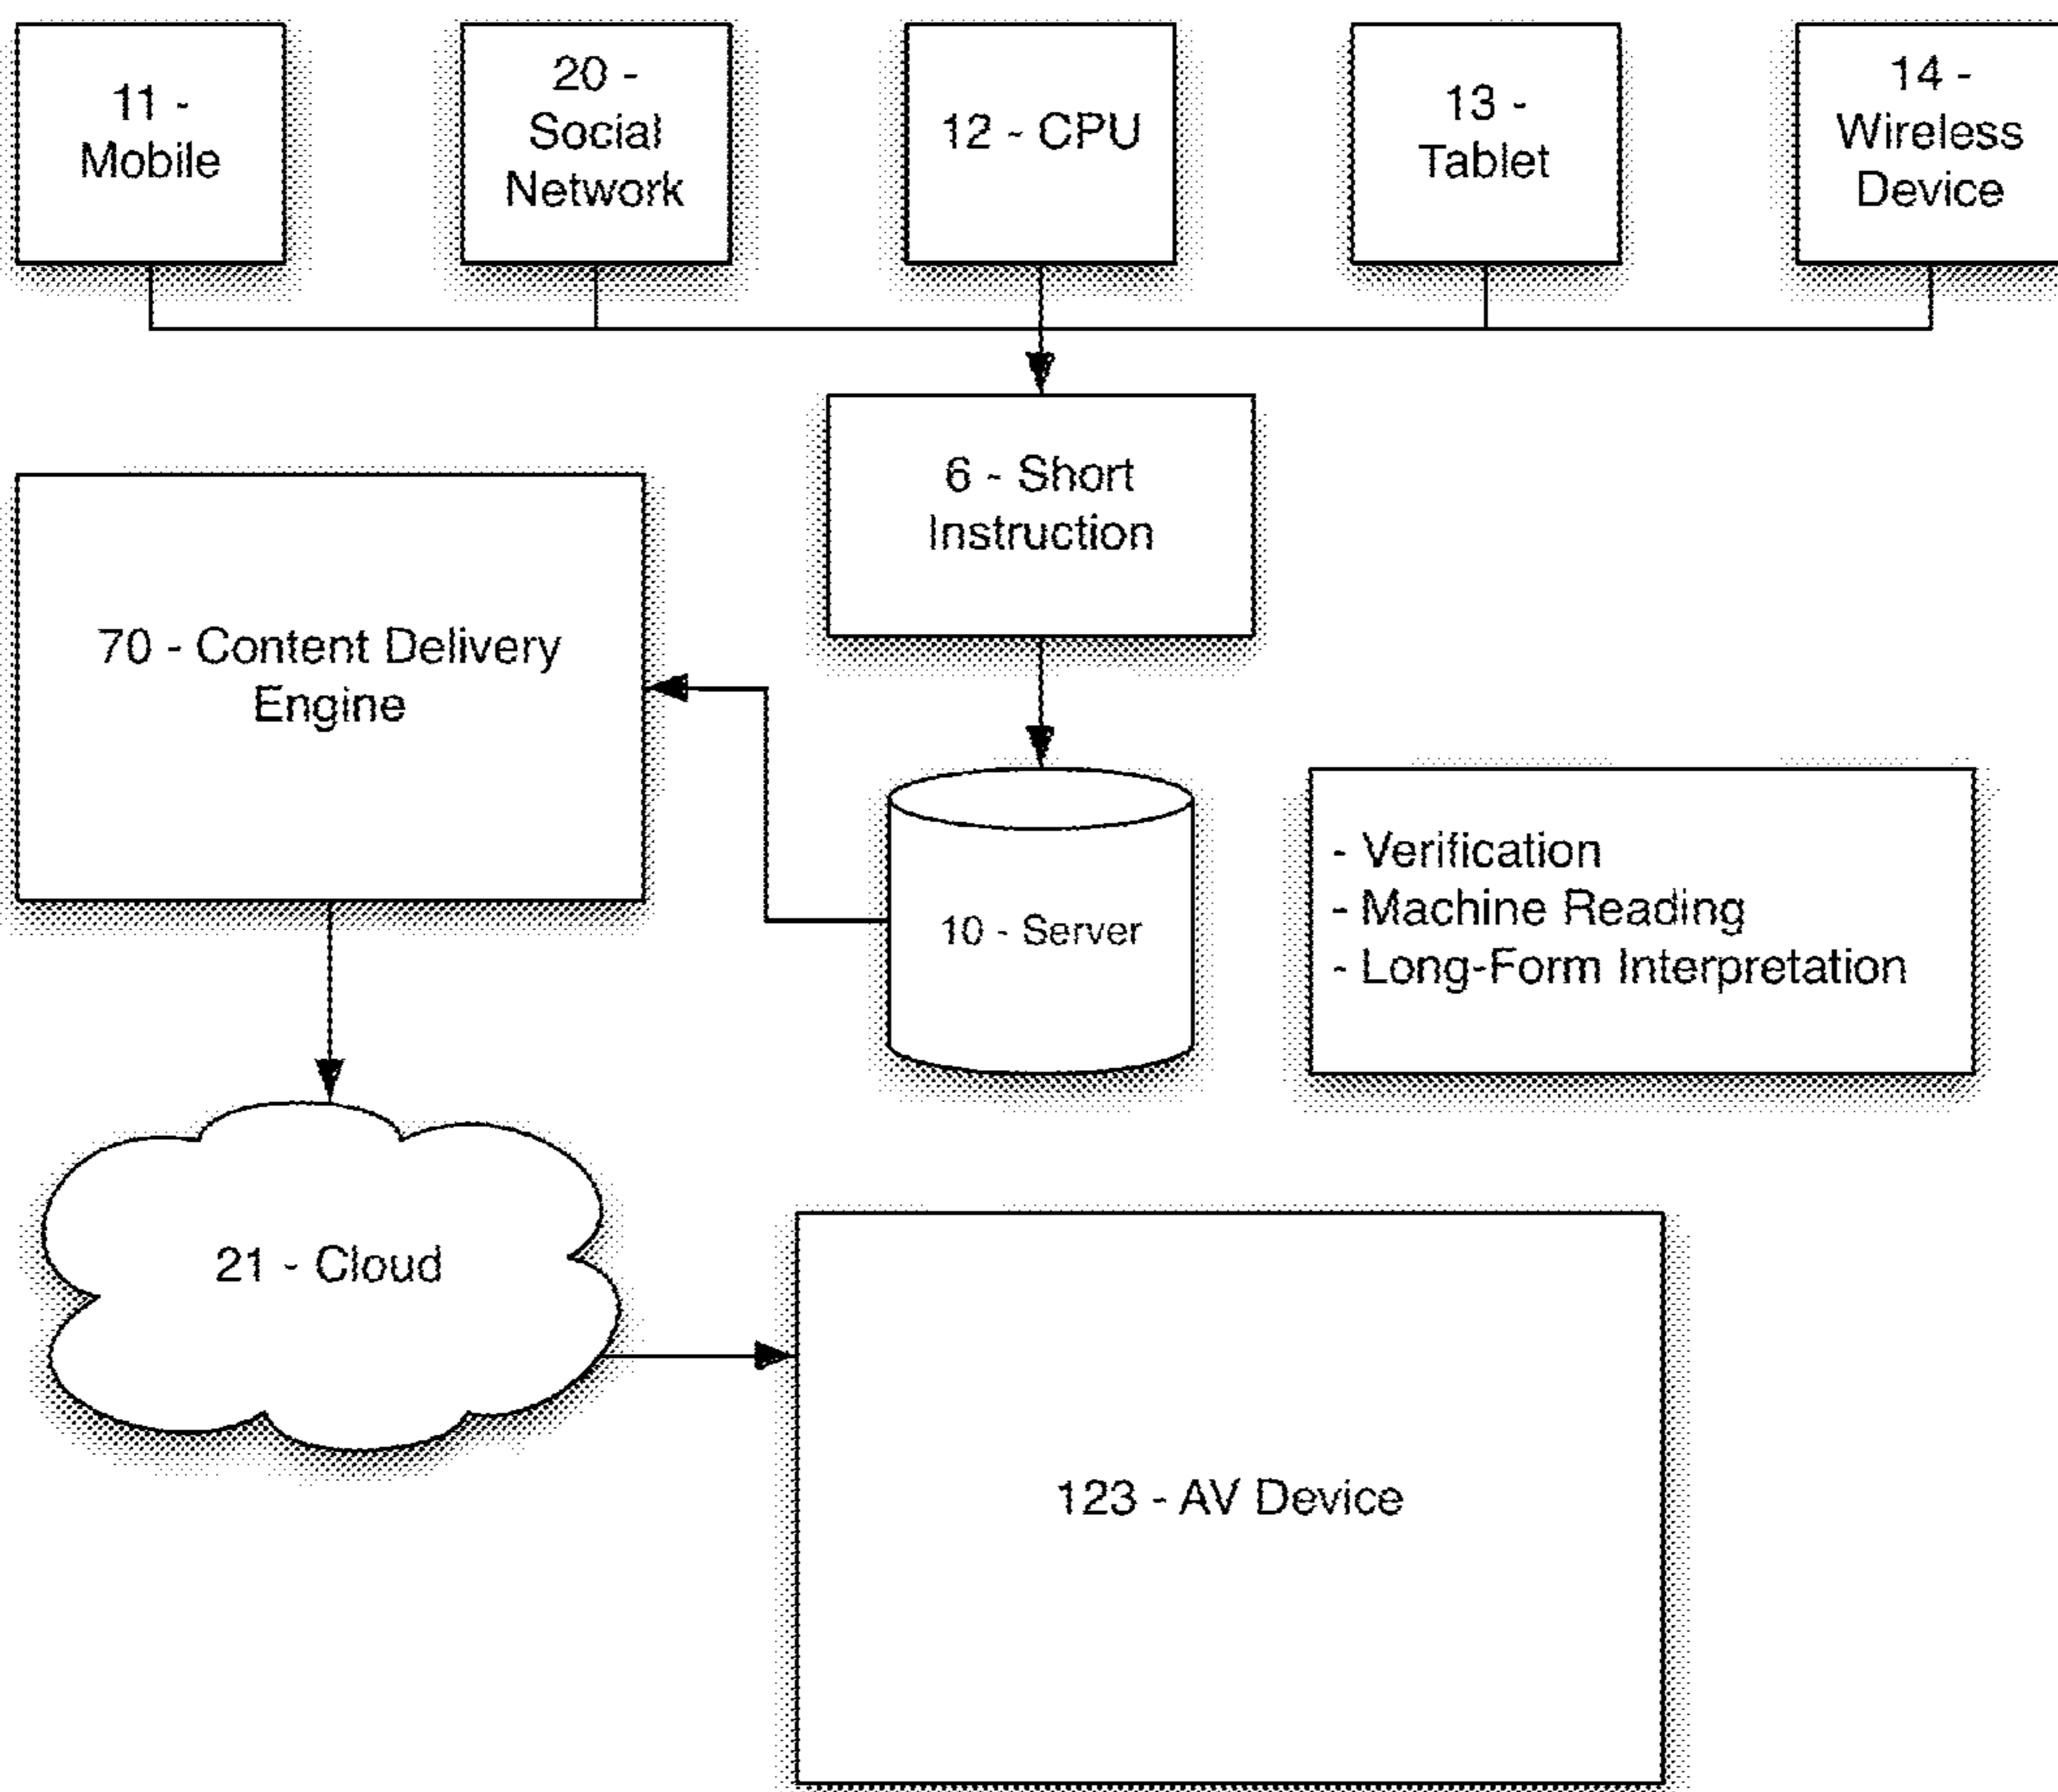 11 -
Mobile
20 -
Social
Network
12 - CPU
13 -
Tablet
14 -
Wireless
Device
6 - Short
Instruction
70 - Content Delivery
Engine
10 - Server
- Verification
- Machine Reading
- Long-Form Interpretation
21 - Cloud
123 - AV Device